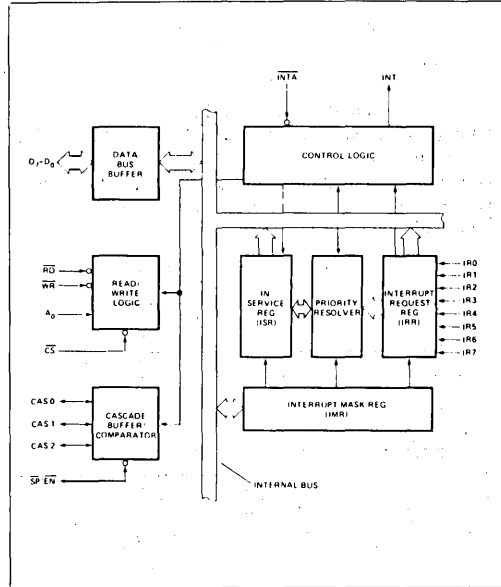 INTA
INT
D7-D0
DATA
BUS
BUFFER
CONTROL LOGIC
RD
WR
A0
CS
READ/
WRITE
LOGIC
IN
SERVICE
REG
(ISR)
PRIORITY
RESOLVER
INTERRUPT
REQUEST
REG
(IRR)
IR0
IR1
IR2
IR3
IR4
IR5
IR6
IR7
CAS 0
CAS 1
CAS 2
CASCADE
BUFFER/
COMPARATOR
INTERRUPT MASK REG
(IMR)
SP/EN
INTERNAL BUS